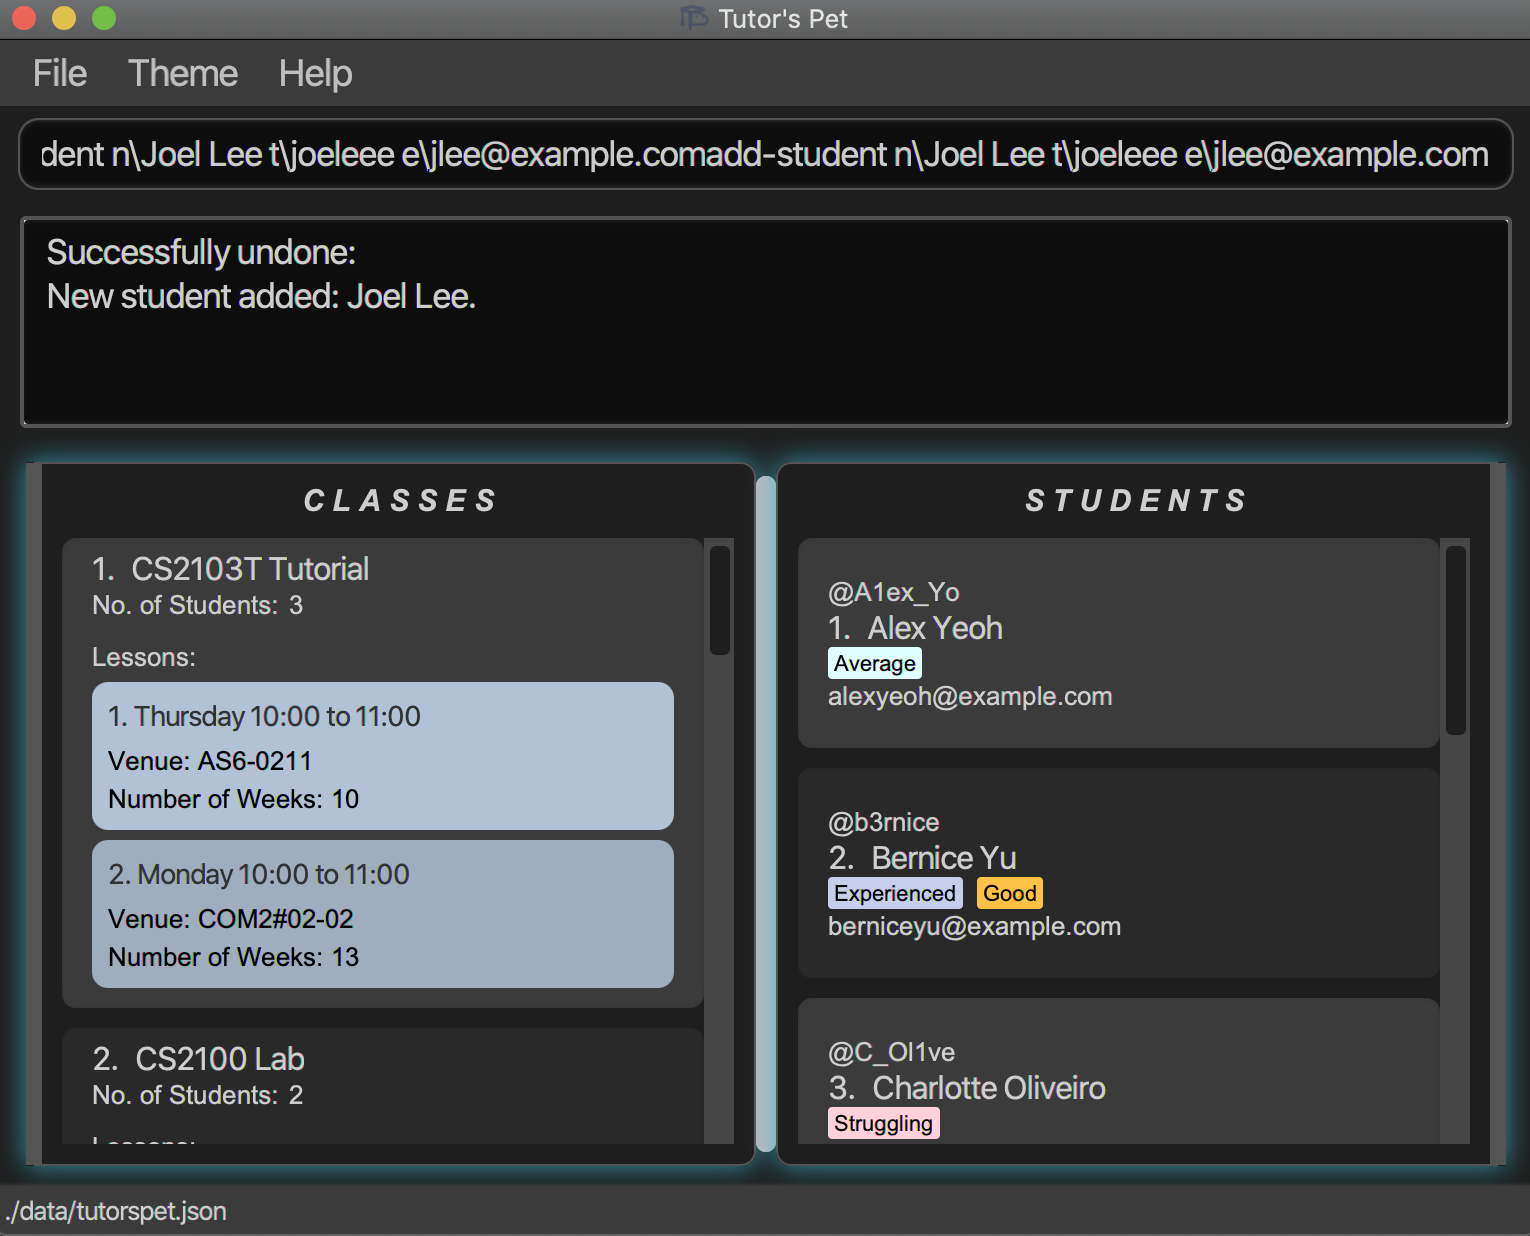 Tutor's Pet
File Theme Help
dent n\Joel Lee t\joeleee e\jlee@example.comadd-student n\Joel Lee t\joeleee e\jlee@example.com
Successfully undone:
New student added: Joel Lee.
CLASSES
1. CS2103T Tutorial
No. of Students: 3
Lessons:
1. Thursday 10:00 to 11:00
Venue: AS6-0211
Number of Weeks: 10
2. Monday 10:00 to 11:00
Venue: COM2#02-02
Number of Weeks: 13
2. CS2100 Lab
No. of Students: 2
Lessons:
STUDENTS
@A1ex_Yo
1. Alex Yeoh
Average
alexyeoh@example.com
@b3rnice
2. Bernice Yu
Experienced Good
berniceyu@example.com
@C_Ol1ve
3. Charlotte Oliveiro
Struggling
./data/tutorspet.json